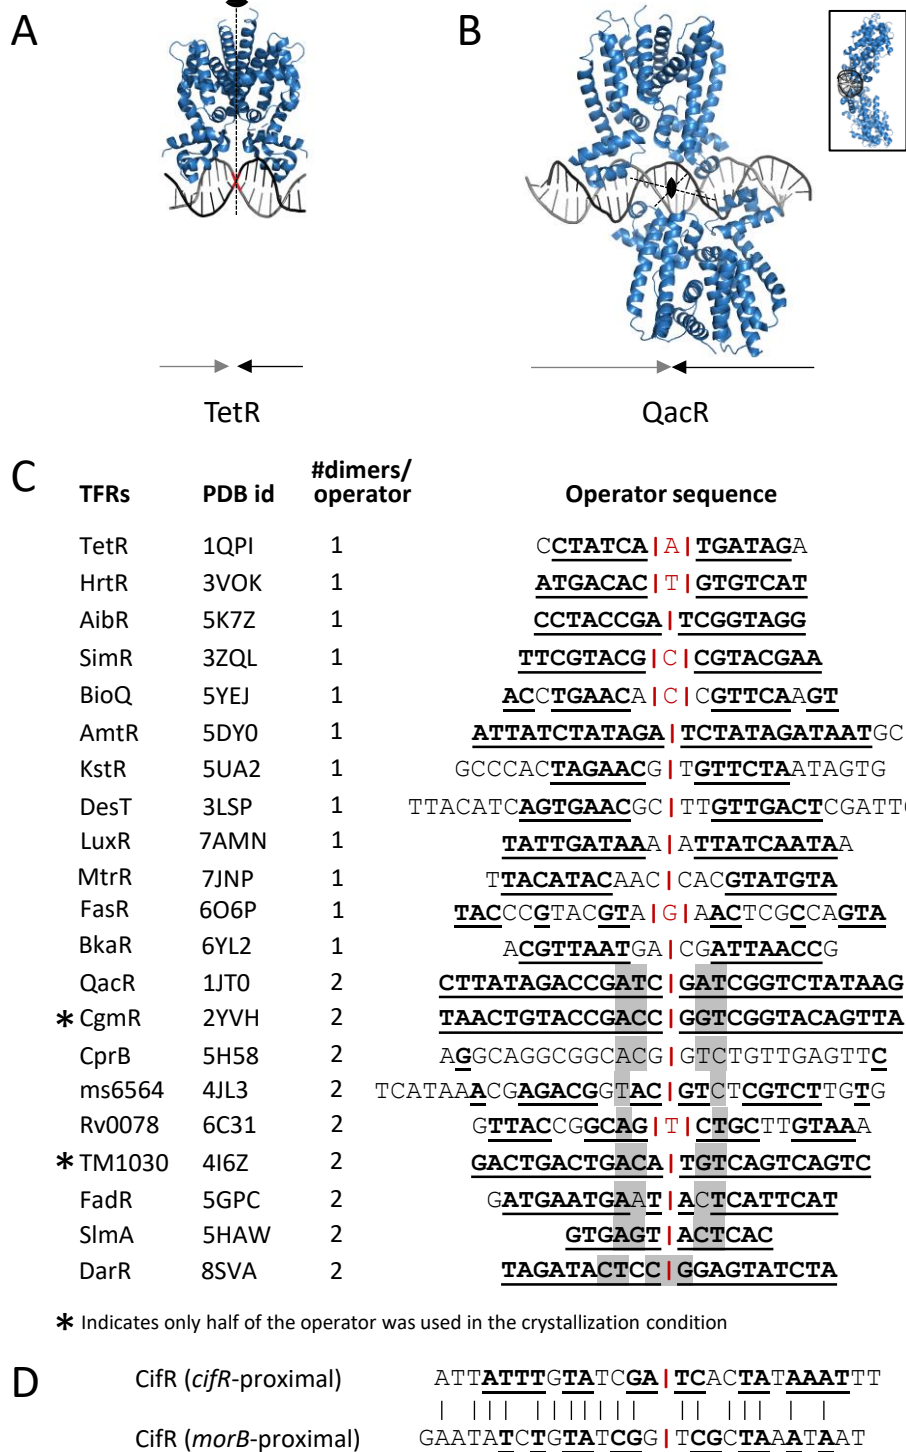 A
B
TetR
QacR
C
TFRs PDB id #dimers/operator Operator sequence
TetR 1QPI 1 CCTATCA|A|TGATAGA
HrtR 3VOK 1 ATGACAC|T|GTGTCAT
AibR 5K7Z 1 CCTACCGA|TCGGTAGG
SimR 3ZQL 1 TTCGTACG|C|CGTACGAA
BioQ 5YEJ 1 ACCTGAACA|C|CGTTCAAGT
AmtR 5DY0 1 ATTATCTATAGA|TCTATAGATAATGC
KstR 5UA2 1 GCCCACTAGAACG|TGTTCTAATAGTG
DesT 3LSP 1 TTACATCAGTGAACGC|TTGTTGACTCGATT
LuxR 7AMN 1 TATTGATAAA|ATTATCAATAA
MtrR 7JNP 1 TTACATACAAC|CACGTATGTA
FasR 6O6P 1 TACCCGTACGTA|G|AACTCGCCAGTA
BkaR 6YL2 1 ACGTTAATGA|CGATTAACCG
QacR 1JT0 2 CTTATAGACCGATC|GATCGGTCTATAAG
* CgmR 2YVH 2 TAACTGTACCGACC|GGTCGGTACAGTTA
CprB 5H58 2 AGGCAGGCGGCACG|GTCTGTTGAGTTC
ms6564 4JL3 2 TCATAAACGAGACGGTAC|GTCTCGTCTTGTG
Rv0078 6C31 2 GTTACCGGCAG|T|CTGCTTGTAAA
* TM1030 4I6Z 2 GACTGACTGACA|TGTCAGTCAGTC
FadR 5GPC 2 GATGAATGAAT|ACTCATTCAT
SlmA 5HAW 2 GTGAGT|ACTCAC
DarR 8SVA 2 TAGATACTCC|GGAGTATCTA
* Indicates only half of the operator was used in the crystallization condition
D
CifR (cifR-proximal) ATTATTTGTATCGA|TCACTATAAATTT
CifR (morB-proximal) GAATATCTGTATCGG|TCGCTAAATAAT